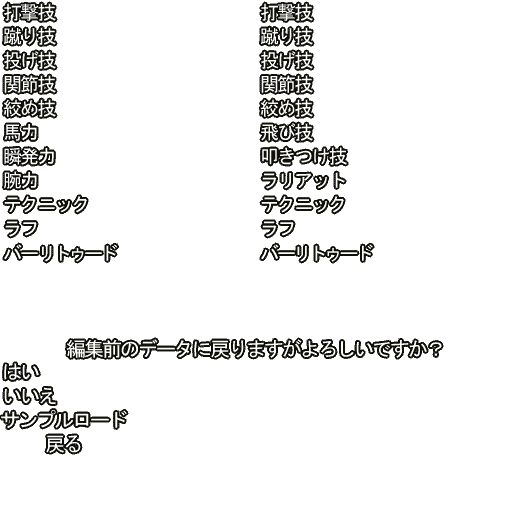 打撃技 打撃技
蹴り技 蹴り技
投げ技 投げ技
関節技 関節技
絞め技 絞め技
馬力 飛び技
瞬発力 叩きつけ技
腕力 ラリアット
テクニック テクニック
ラフ ラフ
バーリトゥード バーリトゥード
編集前のデータに戻りますがよろしいですか？
はい
いいえ
サンプルロード
戻る